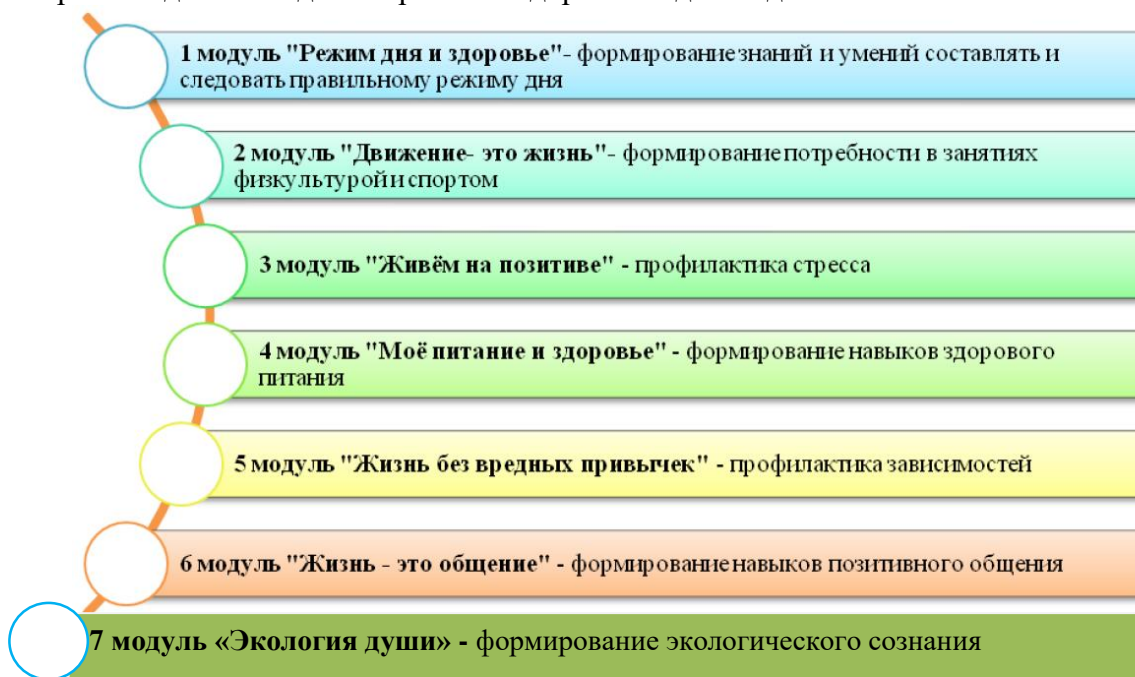 1 модуль "Режим дня и здоровье"- формирование знаний и умений составлять и
следовать правильному режиму дня
2 модуль "Движение- это жизнь"- формирование потребности в занятиях
физкультурой и спортом
3 модуль "Живём на позитиве" - профилактика стресса
4 модуль "Моё питание и здоровье" - формирование навыков здорового
питания
5 модуль "Жизнь без вредных привычек" - профилактика зависимостей
6 модуль "Жизнь - это общение" - формирование навыков позитивного общения
7 модуль «Экология души» - формирование экологического сознания